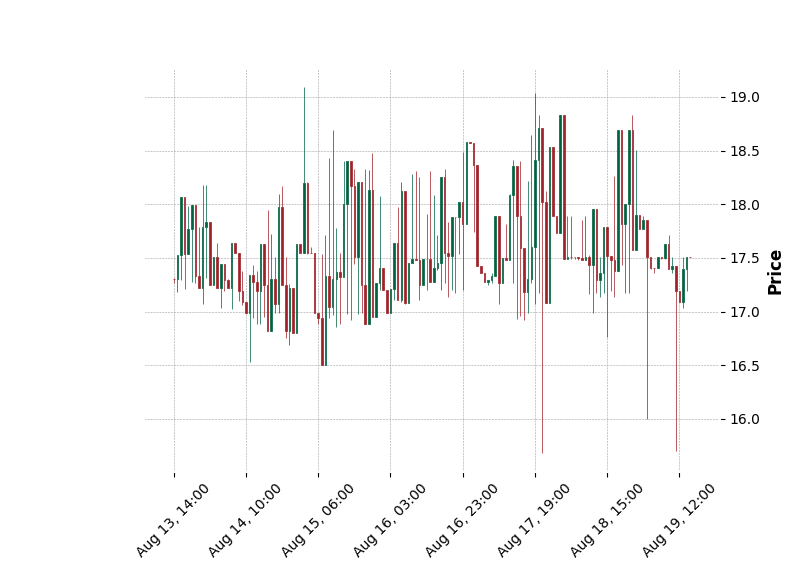 19.0
18.5
18.0
17.5
17.0
16.5
16.0
Price
Aug 13, 14:00
Aug 14, 10:00
Aug 15, 06:00
Aug 16, 03:00
Aug 16, 23:00
Aug 17, 19:00
Aug 18, 15:00
Aug 19, 12:00